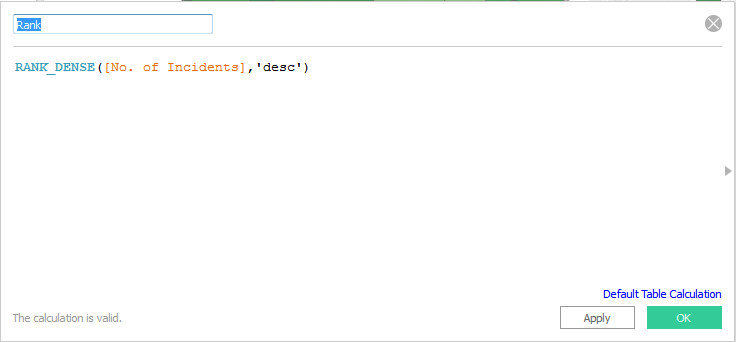 Rank
RANK_DENSE([No. of Incidents],'desc')
Default Table Calculation
The calculation is valid.
Apply
OK